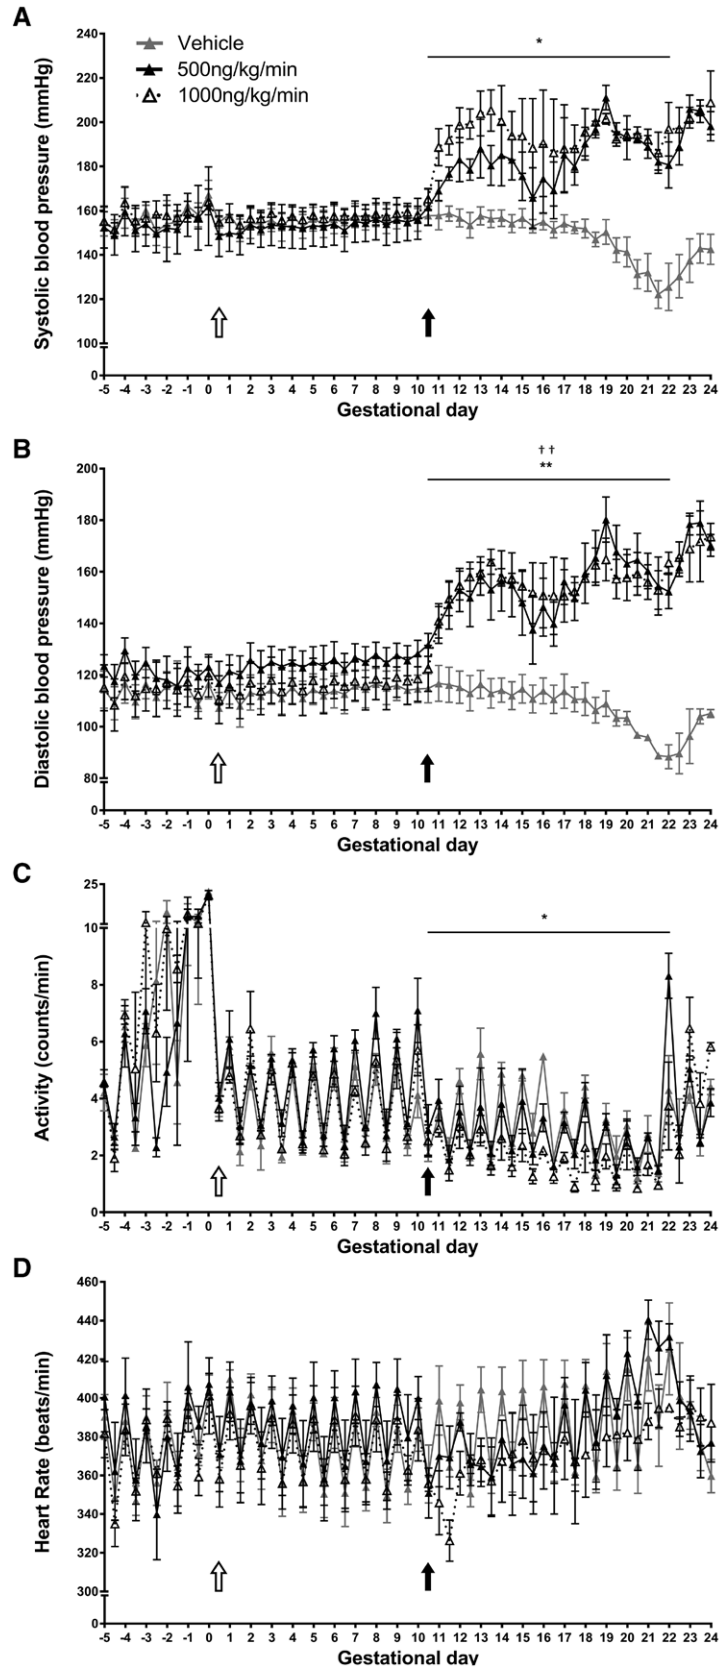 A
Systolic blood pressure (mmHg)
240
220
200
180
160
140
120
100
0
Vehicle
500ng/kg/min
1000ng/kg/min
*
-5 -4 -3 -2 -1 0 1 2 3 4 5 6 7 8 9 10 11 12 13 14 15 16 17 18 19 20 21 22 23 24
Gestational day
B
Diastolic blood pressure (mmHg)
200
180
160
140
120
100
80
0
† †
**
-5 -4 -3 -2 -1 0 1 2 3 4 5 6 7 8 9 10 11 12 13 14 15 16 17 18 19 20 21 22 23 24
Gestational day
C
Activity (counts/min)
25
10
8
6
4
2
0
*
-5 -4 -3 -2 -1 0 1 2 3 4 5 6 7 8 9 10 11 12 13 14 15 16 17 18 19 20 21 22 23 24
Gestational day
D
Heart Rate (beats/min)
460
440
420
400
380
360
340
320
300
0
-5 -4 -3 -2 -1 0 1 2 3 4 5 6 7 8 9 10 11 12 13 14 15 16 17 18 19 20 21 22 23 24
Gestational day